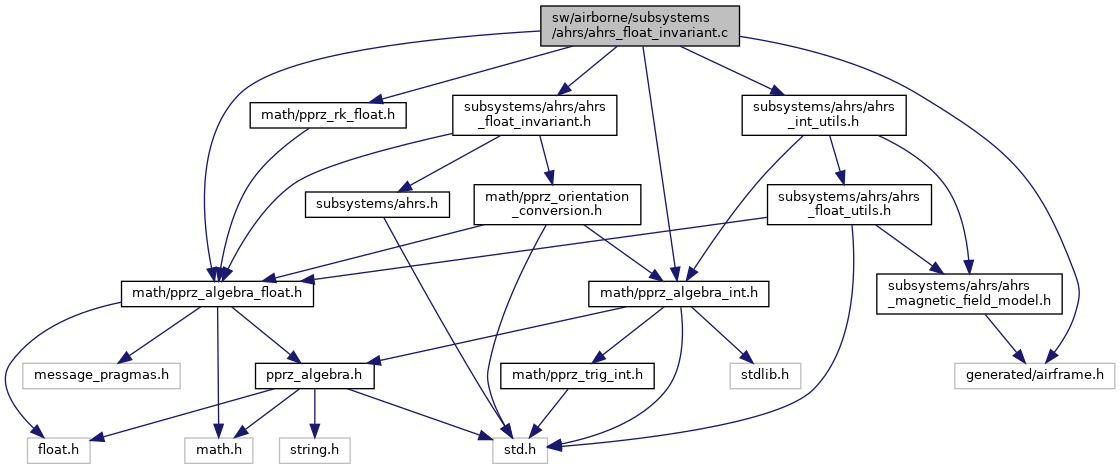 sw/airborne/subsystems
/ahrs/ahrs_float_invariant.c
math/pprz_rk_float.h
subsystems/ahrs/ahrs
_float_invariant.h
subsystems/ahrs/ahrs
_int_utils.h
subsystems/ahrs.h
math/pprz_orientation
_conversion.h
subsystems/ahrs/ahrs
_float_utils.h
math/pprz_algebra_float.h
math/pprz_algebra_int.h
subsystems/ahrs/ahrs
_magnetic_field_model.h
message_pragmas.h
pprz_algebra.h
math/pprz_trig_int.h
stdlib.h
generated/airframe.h
float.h
math.h
string.h
std.h